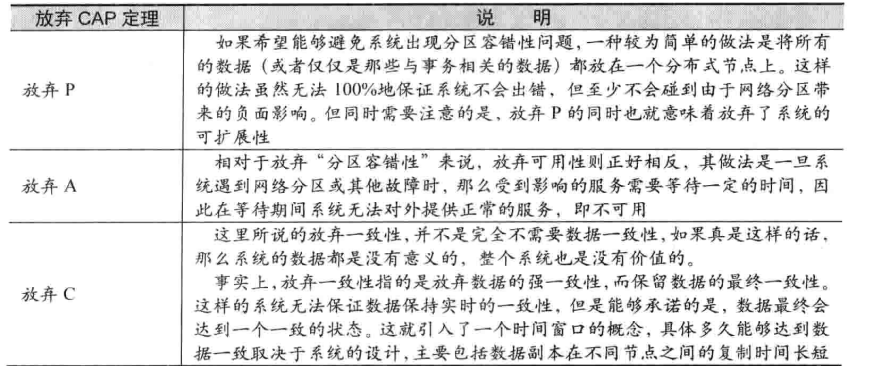 放弃 CAP 定理
说 明
放弃 P
如果希望能够避免系统出现分区容错性问题，一种较为简单的做法是将所有
的数据（或者仅仅是那些与事务相关的数据）都放在一个分布式节点上。这样
的做法虽然无法 100%地保证系统不会出错，但至少不会碰到由于网络分区带
来的负面影响。但同时需要注意的是，放弃 P 的同时也就意味着放弃了系统的
可扩展性
放弃 A
相对于放弃“分区容错性”来说，放弃可用性则正好相反，其做法是一旦系
统遇到网络分区或其他故障时，那么受到影响的服务需要等待一定的时间，因
此在等待期间系统无法对外提供正常的服务，即不可用
放弃 C
这里所说的放弃一致性，并不是完全不需要数据一致性，如果真是这样的话，
那么系统的数据都是没有意义的，整个系统也是没有价值的。
事实上，放弃一致性指的是放弃数据的强一致性，而保留数据的最终一致性。
这样的系统无法保证数据保持实时的一致性，但是能够承诺的是，数据最终会
达到一个一致的状态。这就引入了一个时间窗口的概念，具体多久能够达到数
据一致取决于系统的设计，主要包括数据副本在不同节点之间的复制时间长短